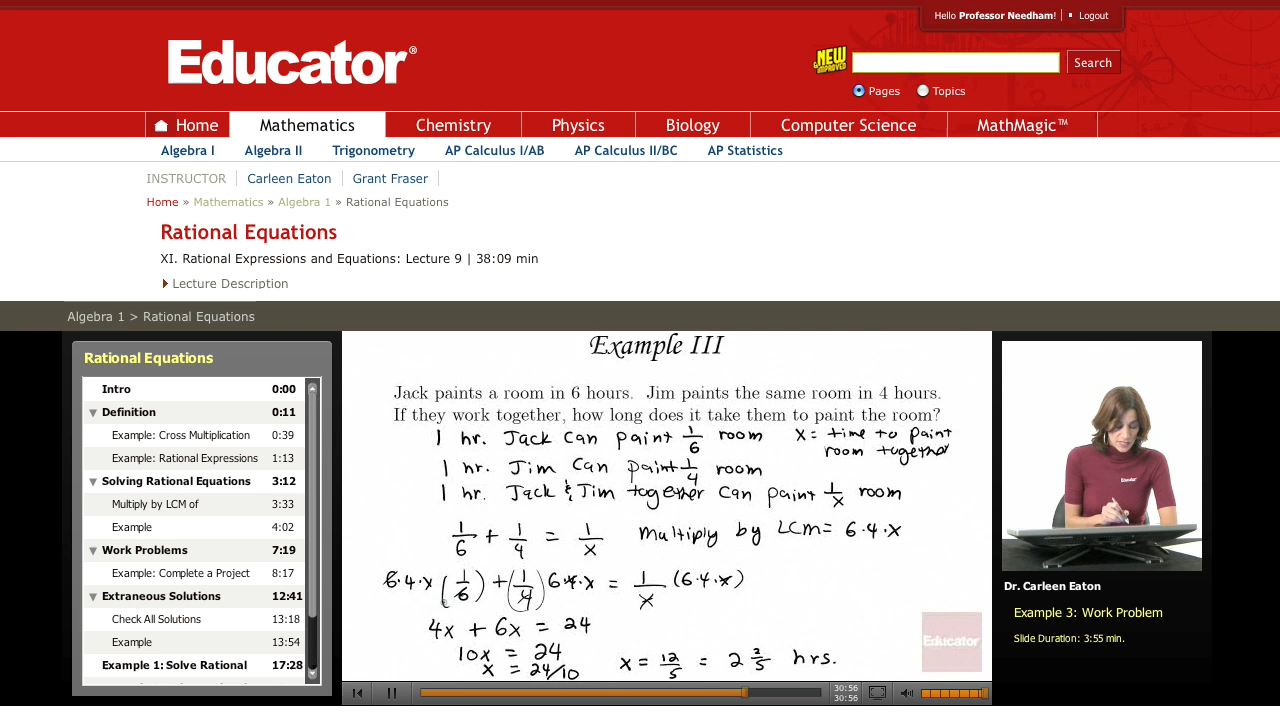 Hello Professor Needham! Logout
Educator®
NEW & IMPROVED
Search
Pages Topics
Home Mathematics Chemistry Physics Biology Computer Science MathMagic™
Algebra I Algebra II Trigonometry AP Calculus I/AB AP Calculus II/BC AP Statistics
INSTRUCTOR Carleen Eaton Grant Fraser
Home » Mathematics » Algebra 1 » Rational Equations
Rational Equations
XI. Rational Expressions and Equations: Lecture 9 | 38:09 min
Lecture Description
Algebra 1 > Rational Equations
Rational Equations
Intro 0:00
Definition 0:11
Example: Cross Multiplication 0:39
Example: Rational Expressions 1:13
Solving Rational Equations 3:12
Multiply by LCM of 3:33
Example 4:02
Work Problems 7:19
Example: Complete a Project 8:17
Extraneous Solutions 12:41
Check All Solutions 13:18
Example 13:54
Example 1: Solve Rational 17:28
Example III
Jack paints a room in 6 hours. Jim paints the same room in 4 hours.
If they work together, how long does it take them to paint the room?
1 hr. Jack can paint 1/6 room x = time to paint
room together
1 hr. Jim can paint 1/4 room
1 hr. Jack & Jim together can paint 1/x room
1/6 + 1/4 = 1/x multiply by LCM = 6·4·x
6·4·x (1/6) + (1/4) 6·4·x = 1/x (6·4·x)
4x + 6x = 24
10x = 24
x = 24/10 x = 12/5 = 2 2/5 hrs.
Educator
30:56
30:56
Educator
Dr. Carleen Eaton
Example 3: Work Problem
Slide Duration: 3:55 min.